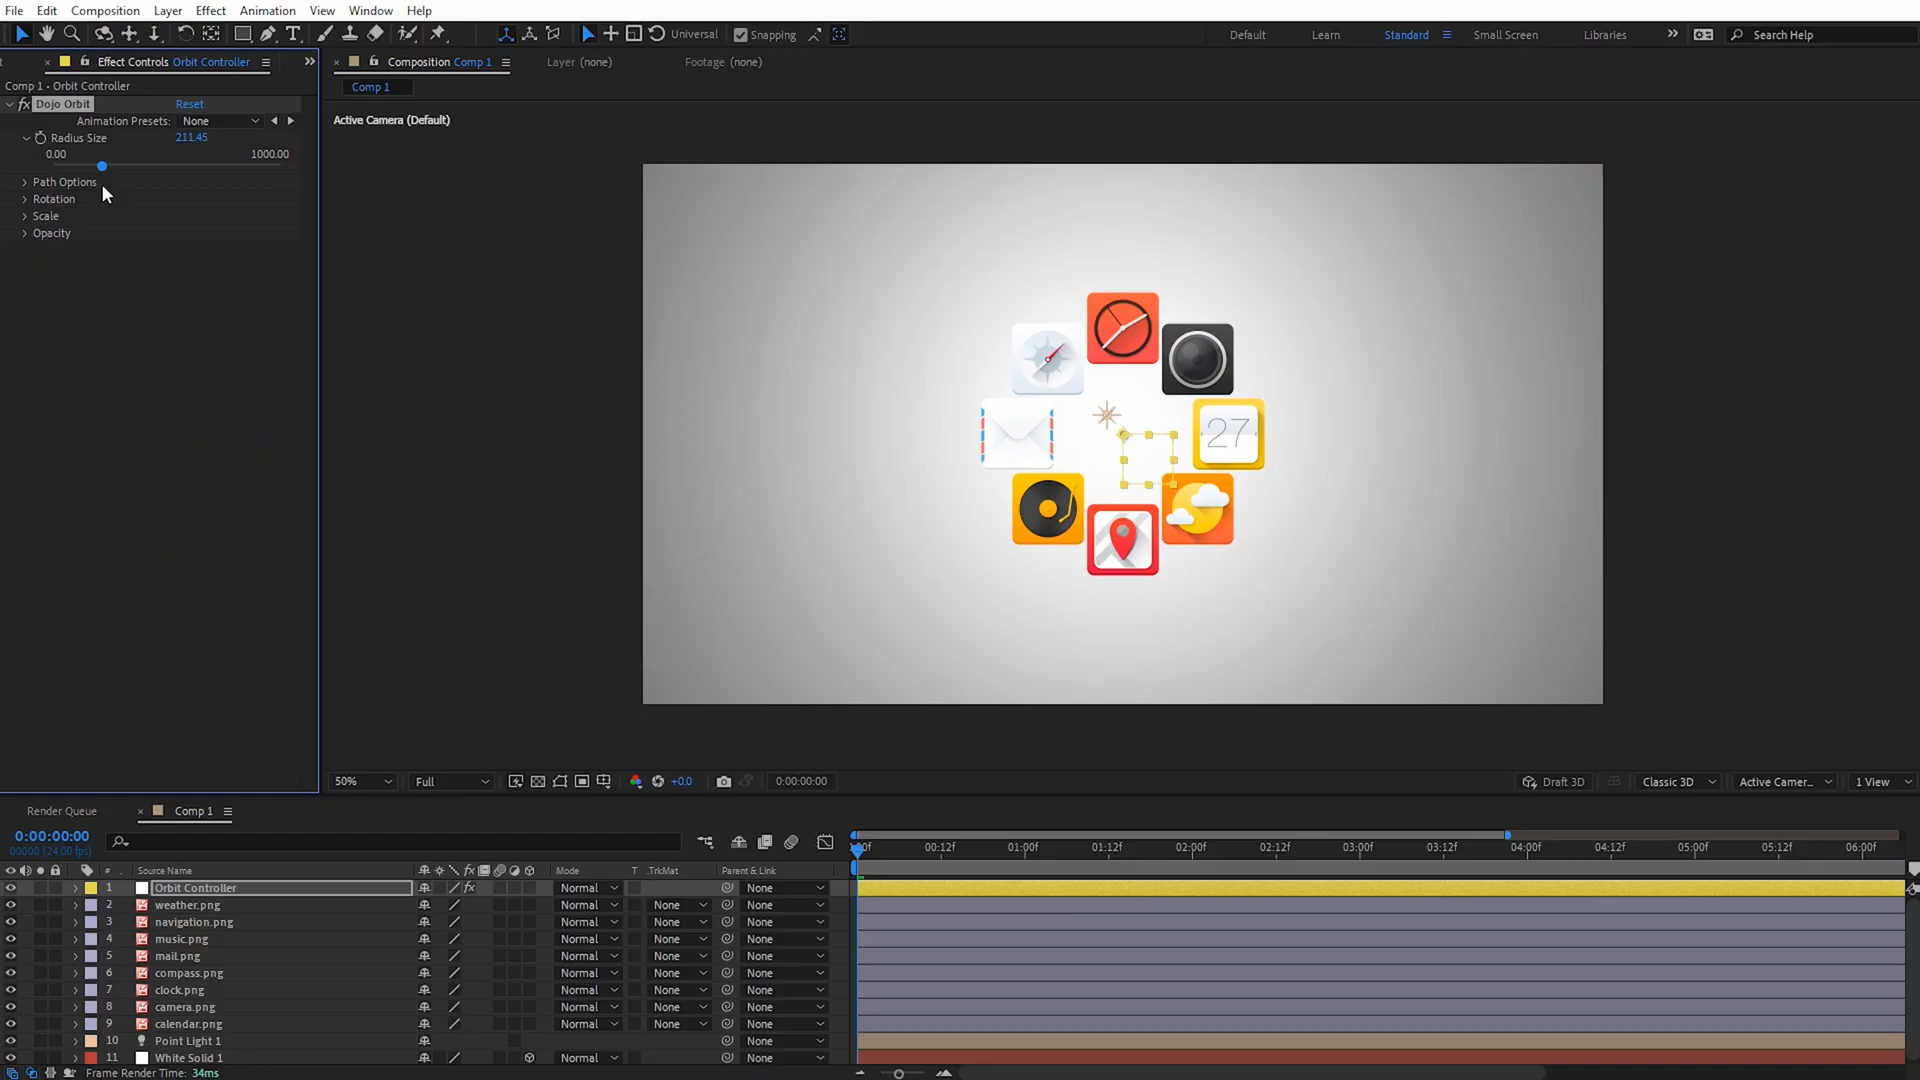 File Edit Composition Layer Effect Animation View Window Help
Universal Snapping Default Learn Standard Small Screen Libraries Search Help
Effect Controls Orbit Controller
Composition Comp 1 Layer (none) Footage (none)
Comp 1 • Orbit Controller
Comp 1
fx Dojo Orbit Reset
Animation Presets: None
Active Camera (Default)
Radius Size 211.45
0.00 1000.00
Path Options
Rotation
Scale
Opacity
27
50% Full +0.0 0:00:00:00 Draft 3D Classic 3D Active Camer... 1 View
Render Queue Comp 1
0:00:00:00
00000 (24.00 fps)
:00f 00:12f 01:00f 01:12f 02:00f 02:12f 03:00f 03:12f 04:00f 04:12f 05:00f 05:12f 06:00f
# Source Name fx Mode T .TrkMat Parent & Link
1 Orbit Controller fx Normal None
2 weather.png Normal None None
3 navigation.png Normal None None
4 music.png Normal None None
5 mail.png Normal None None
6 compass.png Normal None None
7 clock.png Normal None None
8 camera.png Normal None None
9 calendar.png Normal None None
10 Point Light 1 None
11 White Solid 1 Normal None
Frame Render Time: 34ms